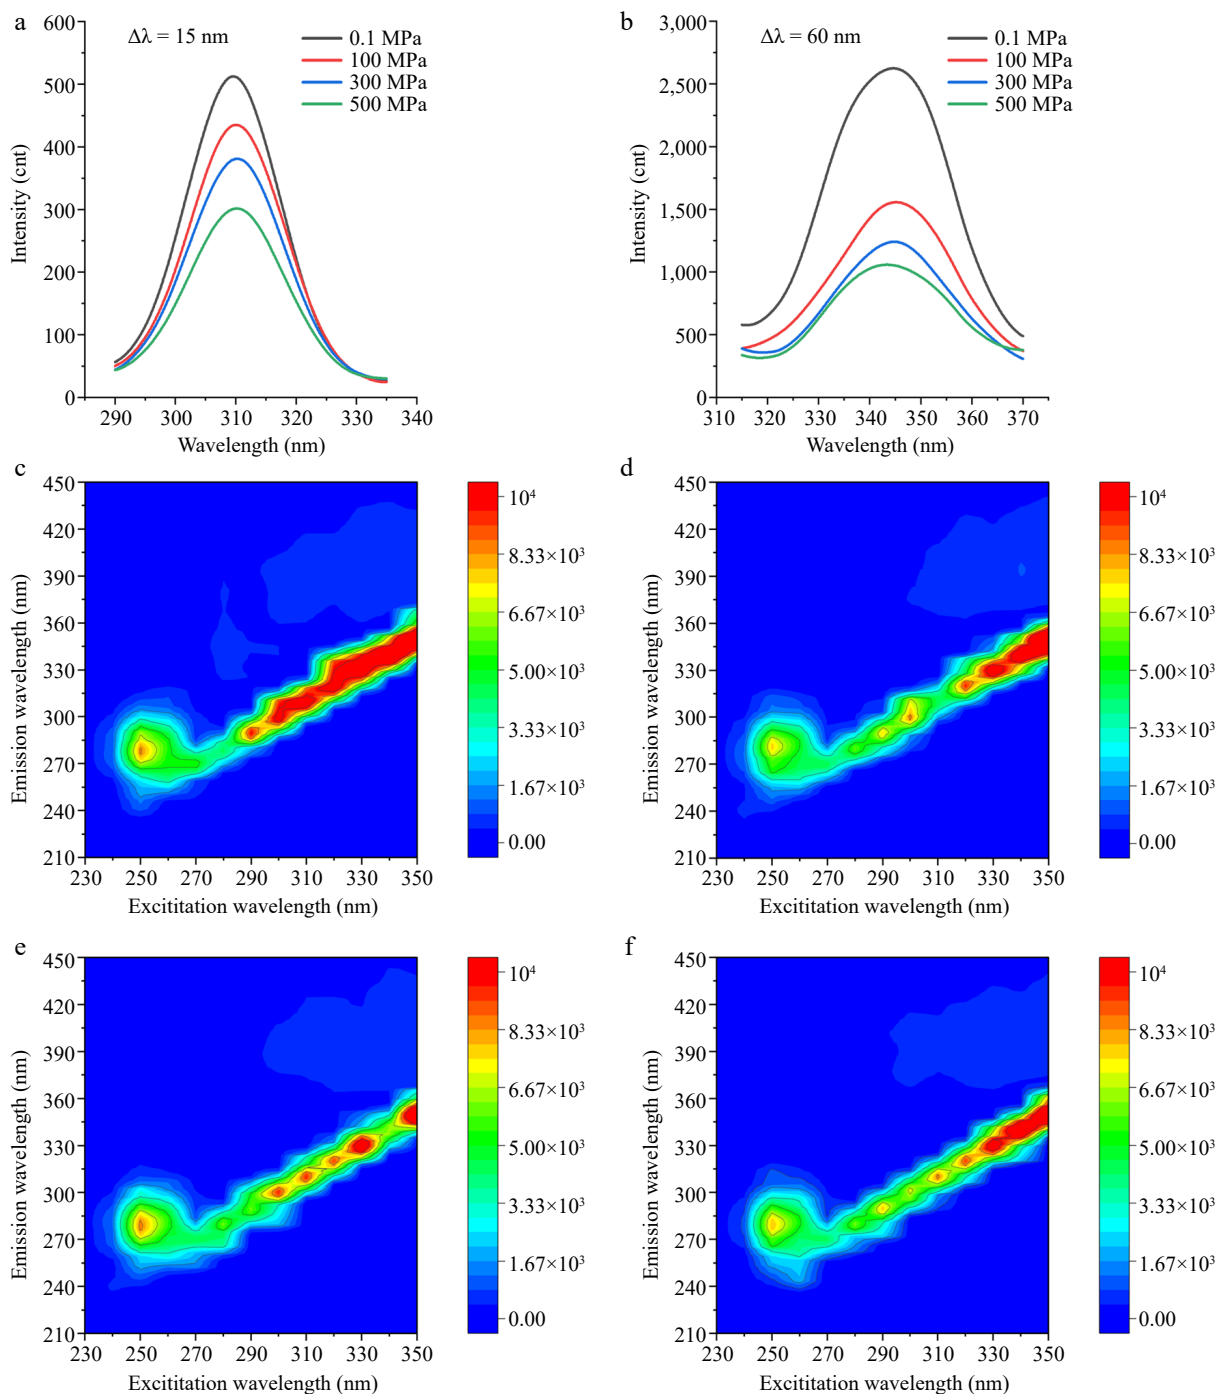 a
Δλ = 15 nm
0.1 MPa
100 MPa
300 MPa
500 MPa
600
500
400
300
200
100
0
Intensity (cnt)
290 300 310 320 330 340
Wavelength (nm)
b
Δλ = 60 nm
0.1 MPa
100 MPa
300 MPa
500 MPa
3,000
2,500
2,000
1,500
1,000
500
0
Intensity (cnt)
310 320 330 340 350 360 370
Wavelength (nm)
c
450
420
390
360
330
300
270
240
210
Emission wavelength (nm)
230 250 270 290 310 330 350
Excititation wavelength (nm)
10⁴
8.33×10³
6.67×10³
5.00×10³
3.33×10³
1.67×10³
0.00
d
450
420
390
360
330
300
270
240
210
Emission wavelength (nm)
230 250 270 290 310 330 350
Excititation wavelength (nm)
10⁴
8.33×10³
6.67×10³
5.00×10³
3.33×10³
1.67×10³
0.00
e
450
420
390
360
330
300
270
240
210
Emission wavelength (nm)
230 250 270 290 310 330 350
Excititation wavelength (nm)
10⁴
8.33×10³
6.67×10³
5.00×10³
3.33×10³
1.67×10³
0.00
f
450
420
390
360
330
300
270
240
210
Emission wavelength (nm)
230 250 270 290 310 330 350
Excititation wavelength (nm)
10⁴
8.33×10³
6.67×10³
5.00×10³
3.33×10³
1.67×10³
0.00